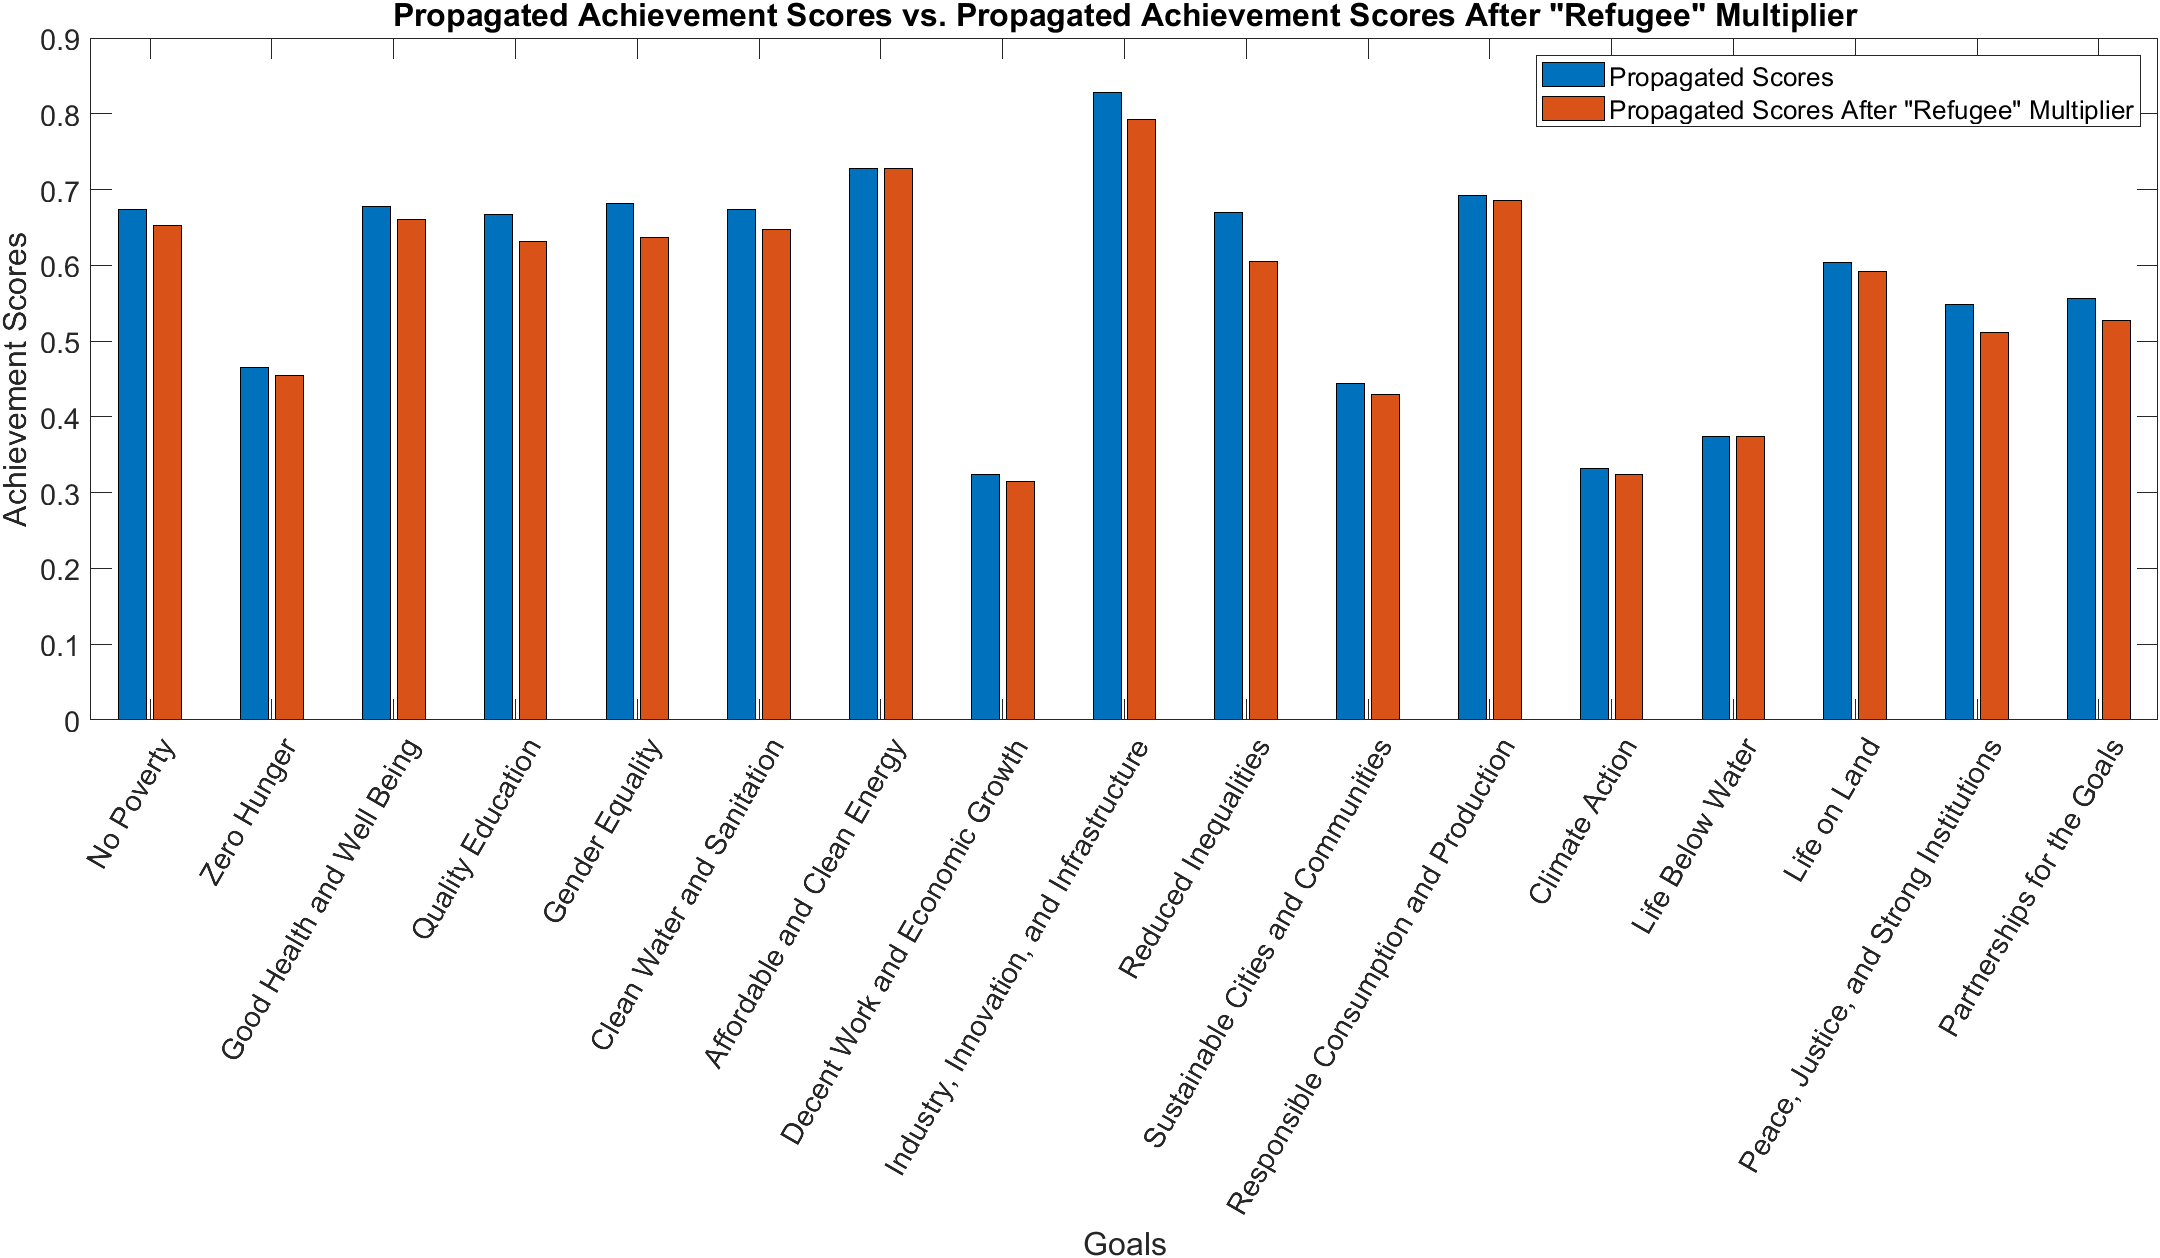 Propagated Achievement Scores vs. Propagated Achievement Scores After "Refugee" Multiplier
Propagated Scores
Propagated Scores After "Refugee" Multiplier
Achievement Scores
0.9
0.8
0.7
0.6
0.5
0.4
0.3
0.2
0.1
0
No Poverty
Zero Hunger
Good Health and Well Being
Quality Education
Gender Equality
Clean Water and Sanitation
Affordable and Clean Energy
Decent Work and Economic Growth
Industry, Innovation, and Infrastructure
Reduced Inequalities
Sustainable Cities and Communities
Responsible Consumption and Production
Climate Action
Life Below Water
Life on Land
Peace, Justice, and Strong Institutions
Partnerships for the Goals
Goals